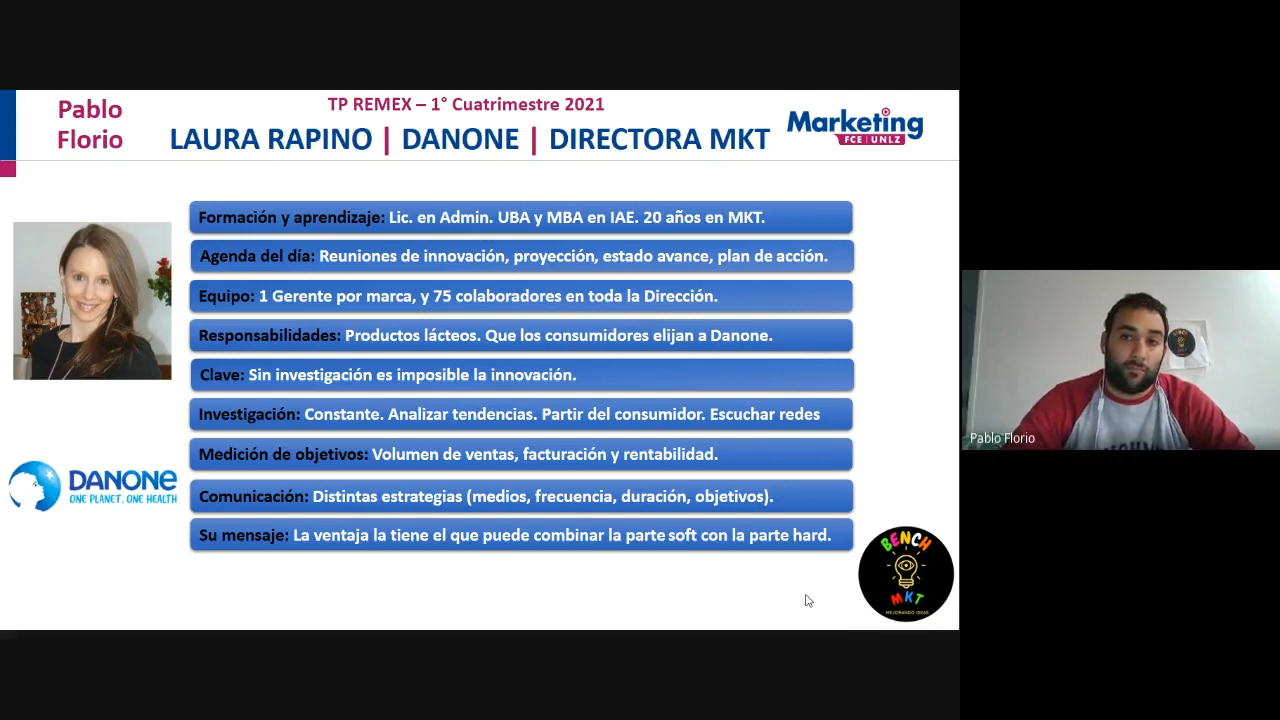 Pablo
Florio
TP REMEX – 1° Cuatrimestre 2021
LAURA RAPINO | DANONE | DIRECTORA MKT
Marketing
FCE | UNLZ
Formación y aprendizaje: Lic. en Admin. UBA y MBA en IAE. 20 años en MKT.
Agenda del día: Reuniones de innovación, proyección, estado avance, plan de acción.
Equipo: 1 Gerente por marca, y 75 colaboradores en toda la Dirección.
Responsabilidades: Productos lácteos. Que los consumidores elijan a Danone.
Clave: Sin investigación es imposible la innovación.
Investigación: Constante. Analizar tendencias. Partir del consumidor. Escuchar redes
Medición de objetivos: Volumen de ventas, facturación y rentabilidad.
Comunicación: Distintas estrategias (medios, frecuencia, duración, objetivos).
Su mensaje: La ventaja la tiene el que puede combinar la parte soft con la parte hard.
DANONE
ONE PLANET. ONE HEALTH
BENCH
MKT
MEJORANDO IDEAS
Pablo Florio